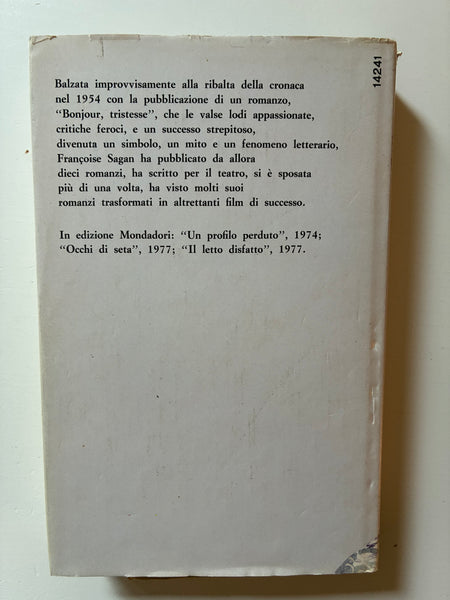 14241
Balzata improvvisamente alla ribalta della cronaca
nel 1954 con la pubblicazione di un romanzo,
“Bonjour, tristesse”, che le valse lodi appassionate,
critiche feroci, e un successo strepitoso,
divenuta un simbolo, un mito e un fenomeno letterario,
Françoise Sagan ha pubblicato da allora
dieci romanzi, ha scritto per il teatro, si è sposata
più di una volta, ha visto molti suoi
romanzi trasformati in altrettanti film di successo.
In edizione Mondadori: “Un profilo perduto”, 1974;
“Occhi di seta”, 1977; “Il letto disfatto”, 1977.